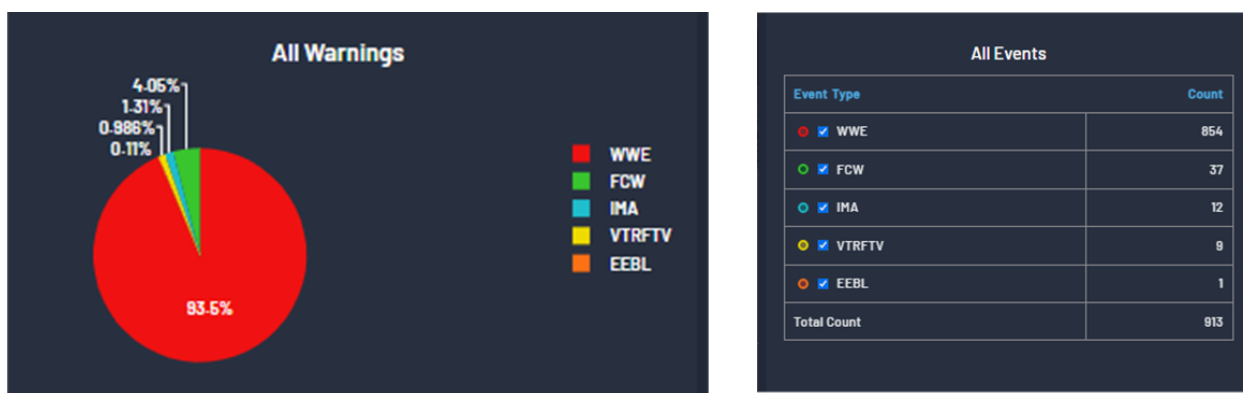 All Warnings
4.05%
1.31%
0.986%
0.11%
93.5%
WWE
FCW
IMA
VTRFTV
EEBL
All Events
Event Type Count
WWE 854
FCW 37
IMA 12
VTRFTV 9
EEBL 1
Total Count 913